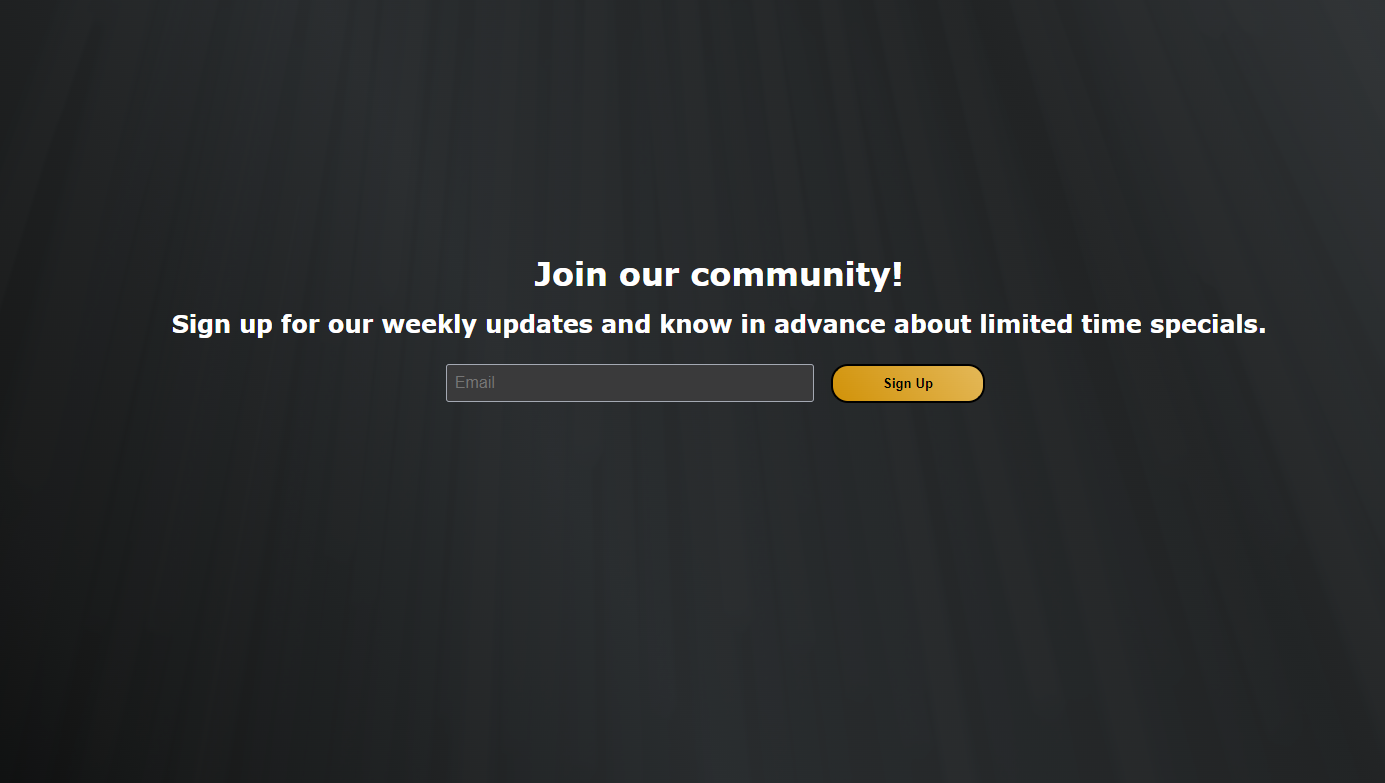 Join our community!
Sign up for our weekly updates and know in advance about limited time specials.
Email
Sign Up